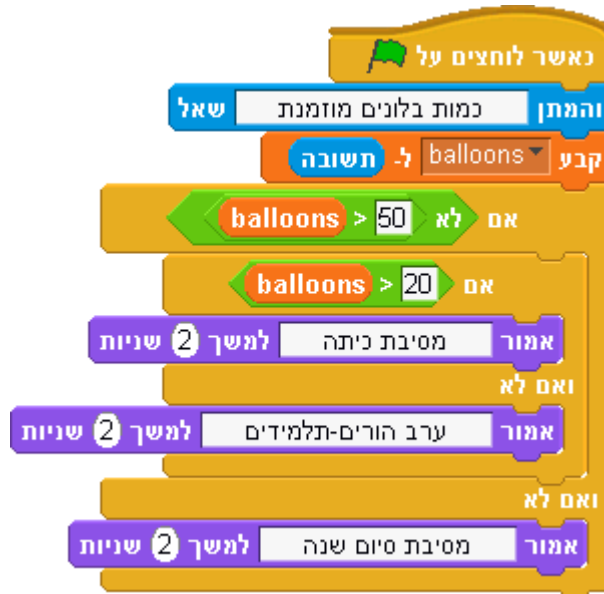 כאשר לוחצים על
והמתן כמות בלונים מוזמנת שאל
קבע balloons ל- תשובה
אם לא balloons > 50
אם balloons > 20
אמור מסיבת כיתה למשך 2 שניות
ואם לא
אמור ערב הורים-תלמידים למשך 2 שניות
ואם לא
אמור מסיבת סיום שנה למשך 2 שניות